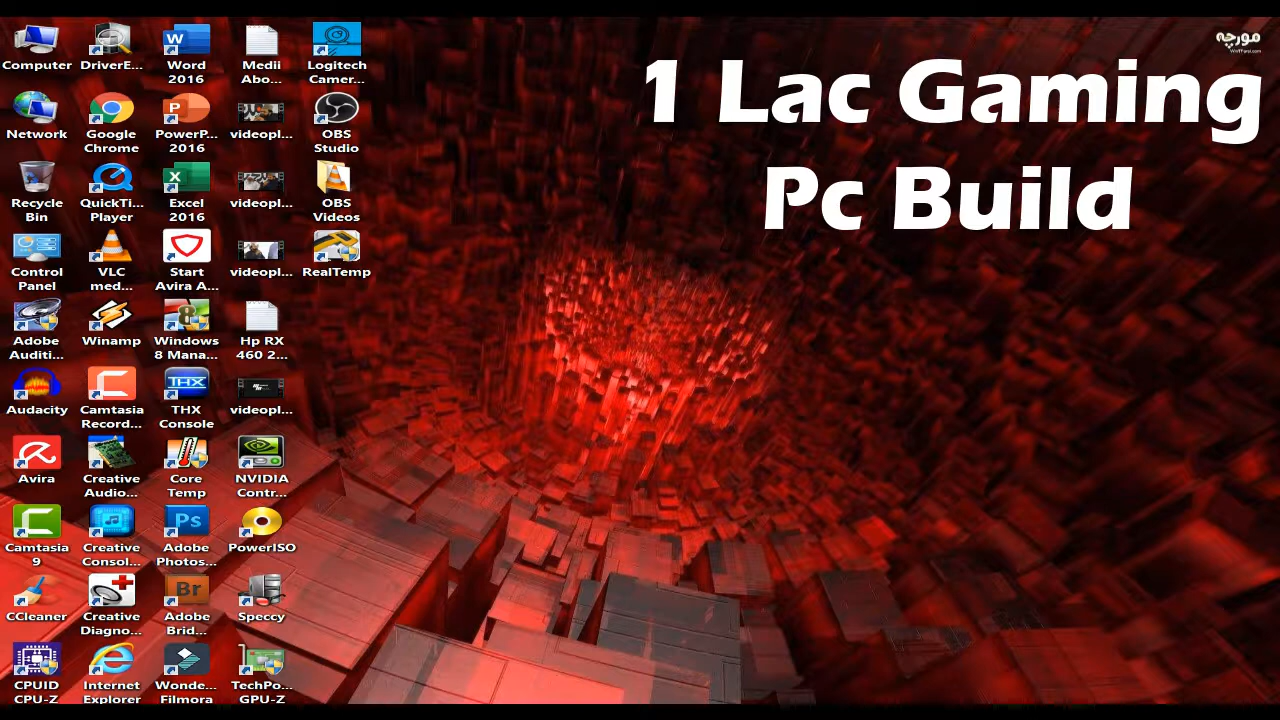 1 Lac Gaming
Pc Build
مورچه
Computer
DriverE...
Word
2016
Medii
Abo...
Logitech
Camer...
Network
Google
Chrome
PowerP...
2016
videopl...
OBS
Studio
Recycle
Bin
QuickTi...
Player
Excel
2016
videopl...
OBS
Videos
Control
Panel
VLC
med...
Start
Avira A...
videopl...
RealTemp
Adobe
Auditi...
Winamp
Windows
8 Mana...
Hp RX
460 2...
Audacity
Camtasia
Record...
THX
Console
videopl...
Avira
Creative
Audio...
Core
Temp
NVIDIA
Contr...
Camtasia
9
Creative
Consol...
Adobe
Photos...
PowerISO
CCleaner
Creative
Diagno...
Adobe
Brid...
Speccy
CPUID
CPU-Z
Internet
Explorer
Wonde...
Filmora
TechPo...
GPU-Z